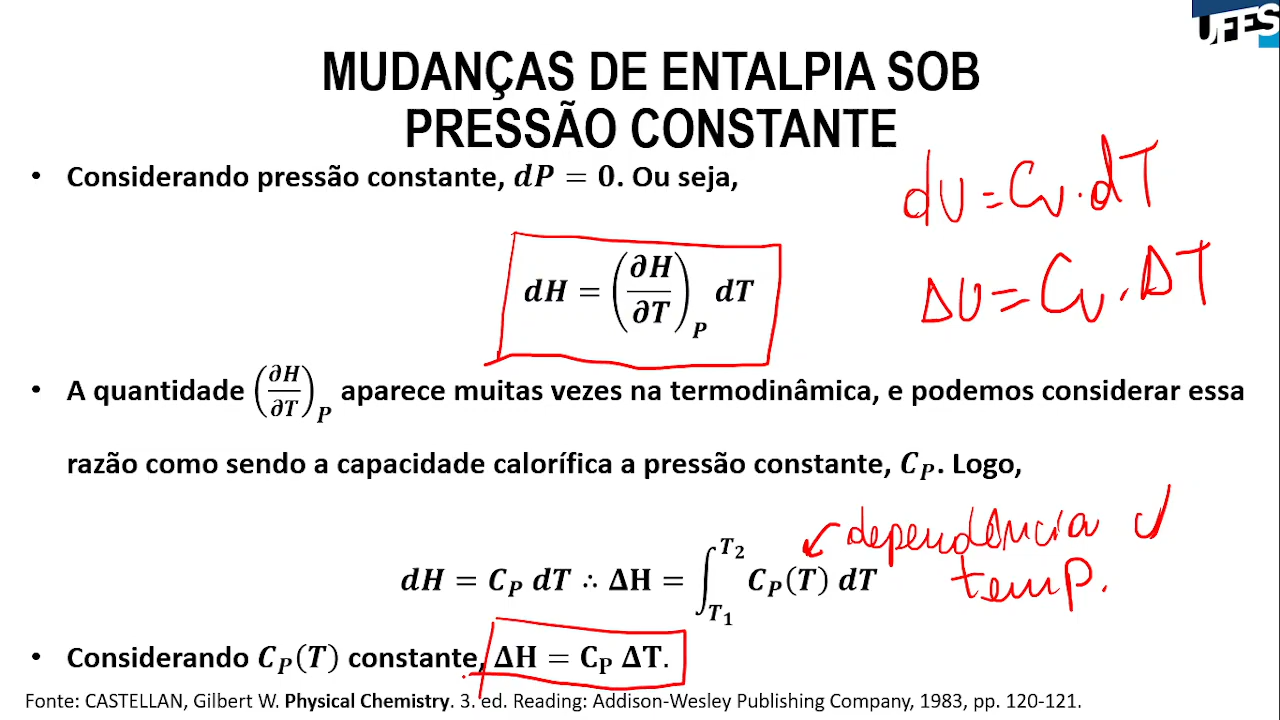 UFES
MUDANÇAS DE ENTALPIA SOB
PRESSÃO CONSTANTE
• Considerando pressão constante, dP = 0. Ou seja,
dU = Cv . dT
dH = (∂H/∂T)_P dT
ΔU = Cv . ΔT
• A quantidade (∂H/∂T)_P aparece muitas vezes na termodinâmica, e podemos considerar essa
razão como sendo a capacidade calorífica a pressão constante, C_P. Logo,
dependência d
temp.
dH = C_P dT ∴ ΔH = ∫_{T_1}^{T_2} C_P(T) dT
• Considerando C_P(T) constante, ΔH = C_P ΔT.
Fonte: CASTELLAN, Gilbert W. Physical Chemistry. 3. ed. Reading: Addison-Wesley Publishing Company, 1983, pp. 120-121.